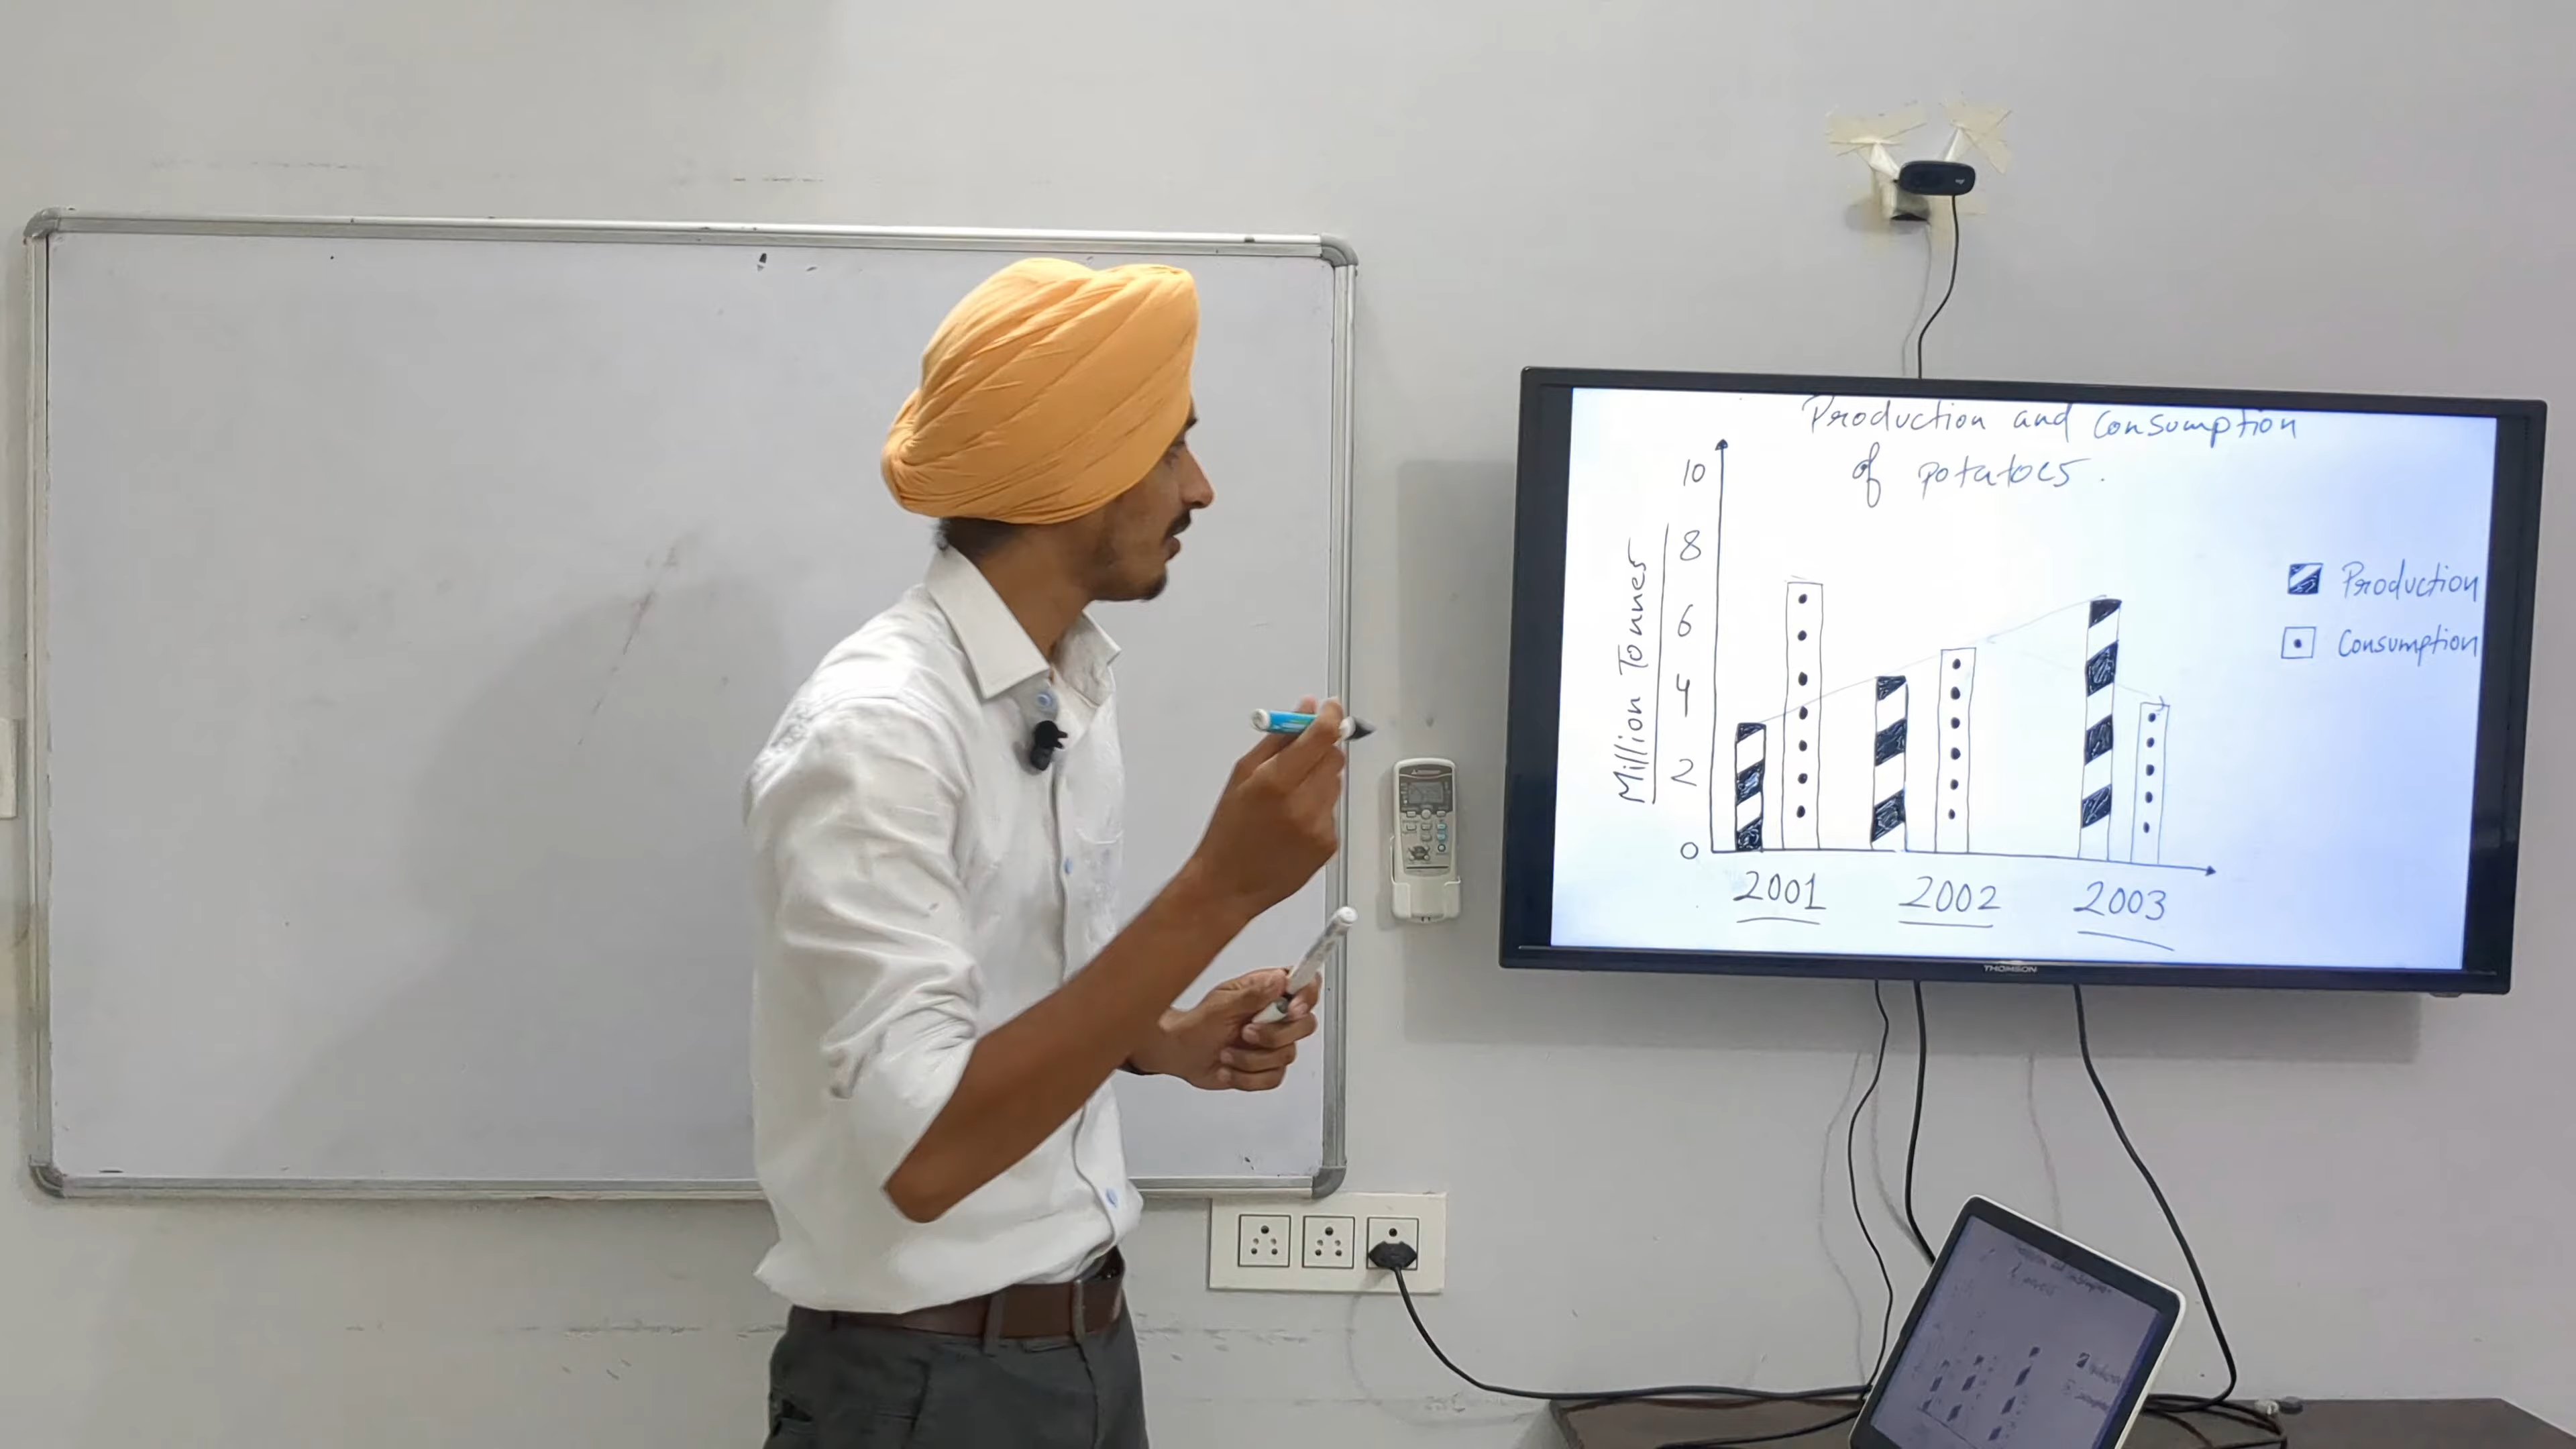 Production and Consumption
of potatoes.
10
8
6
4
2
0
Million Tonnes
Production
Consumption
2001 2002 2003
THOMSON